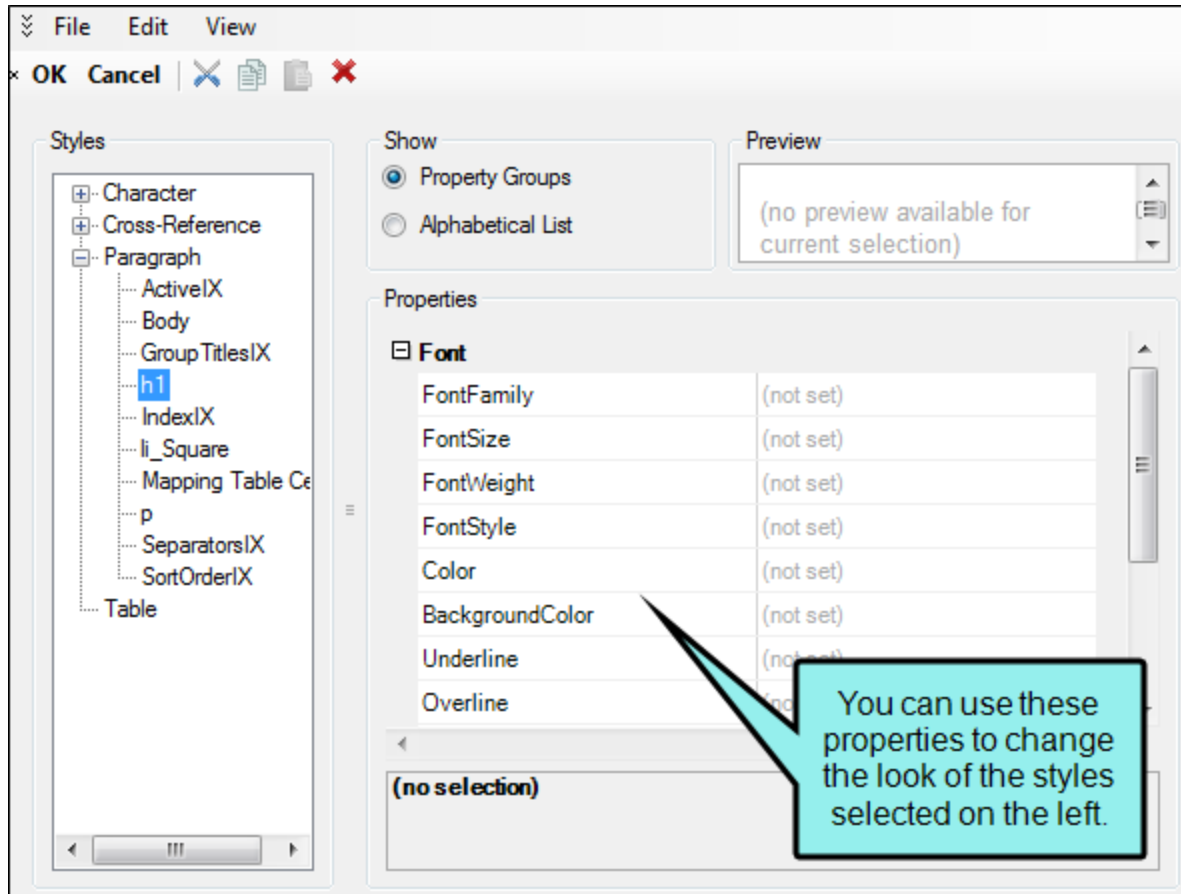 File Edit View
OK Cancel
Styles
Character
Cross-Reference
Paragraph
ActiveIX
Body
GroupTitlesIX
h1
IndexIX
li_Square
Mapping Table Ce
p
SeparatorsIX
SortOrderIX
Table
Show
Property Groups
Alphabetical List
Preview
(no preview available for
current selection)
Properties
Font
FontFamily (not set)
FontSize (not set)
FontWeight (not set)
FontStyle (not set)
Color (not set)
BackgroundColor (not set)
Underline (not set)
Overline
(no selection)
You can use these
properties to change
the look of the styles
selected on the left.